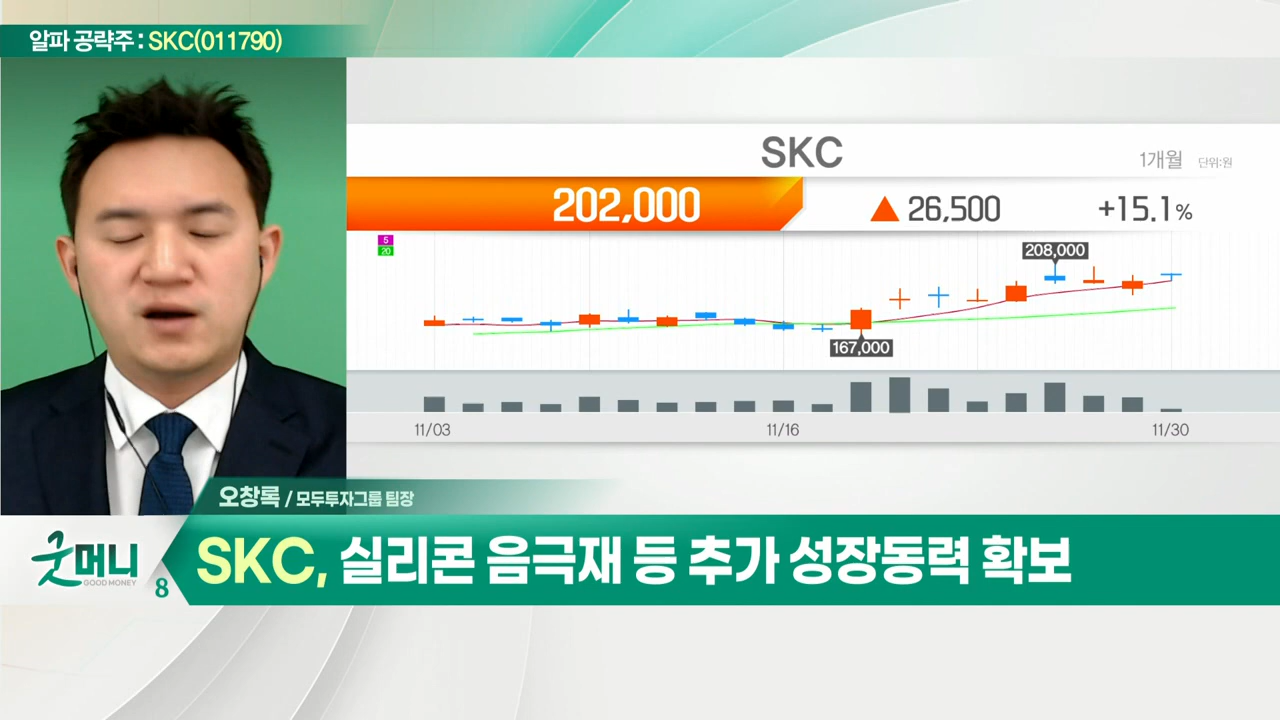 알파 공략주 : SKC(011790)
SKC
1개월 단위:원
202,000 ▲ 26,500 +15.1%
5
20
208,000
167,000
11/03 11/16 11/30
오창록 / 모두투자그룹 팀장
굿머니
GOOD MONEY
8
SKC, 실리콘 음극재 등 추가 성장동력 확보